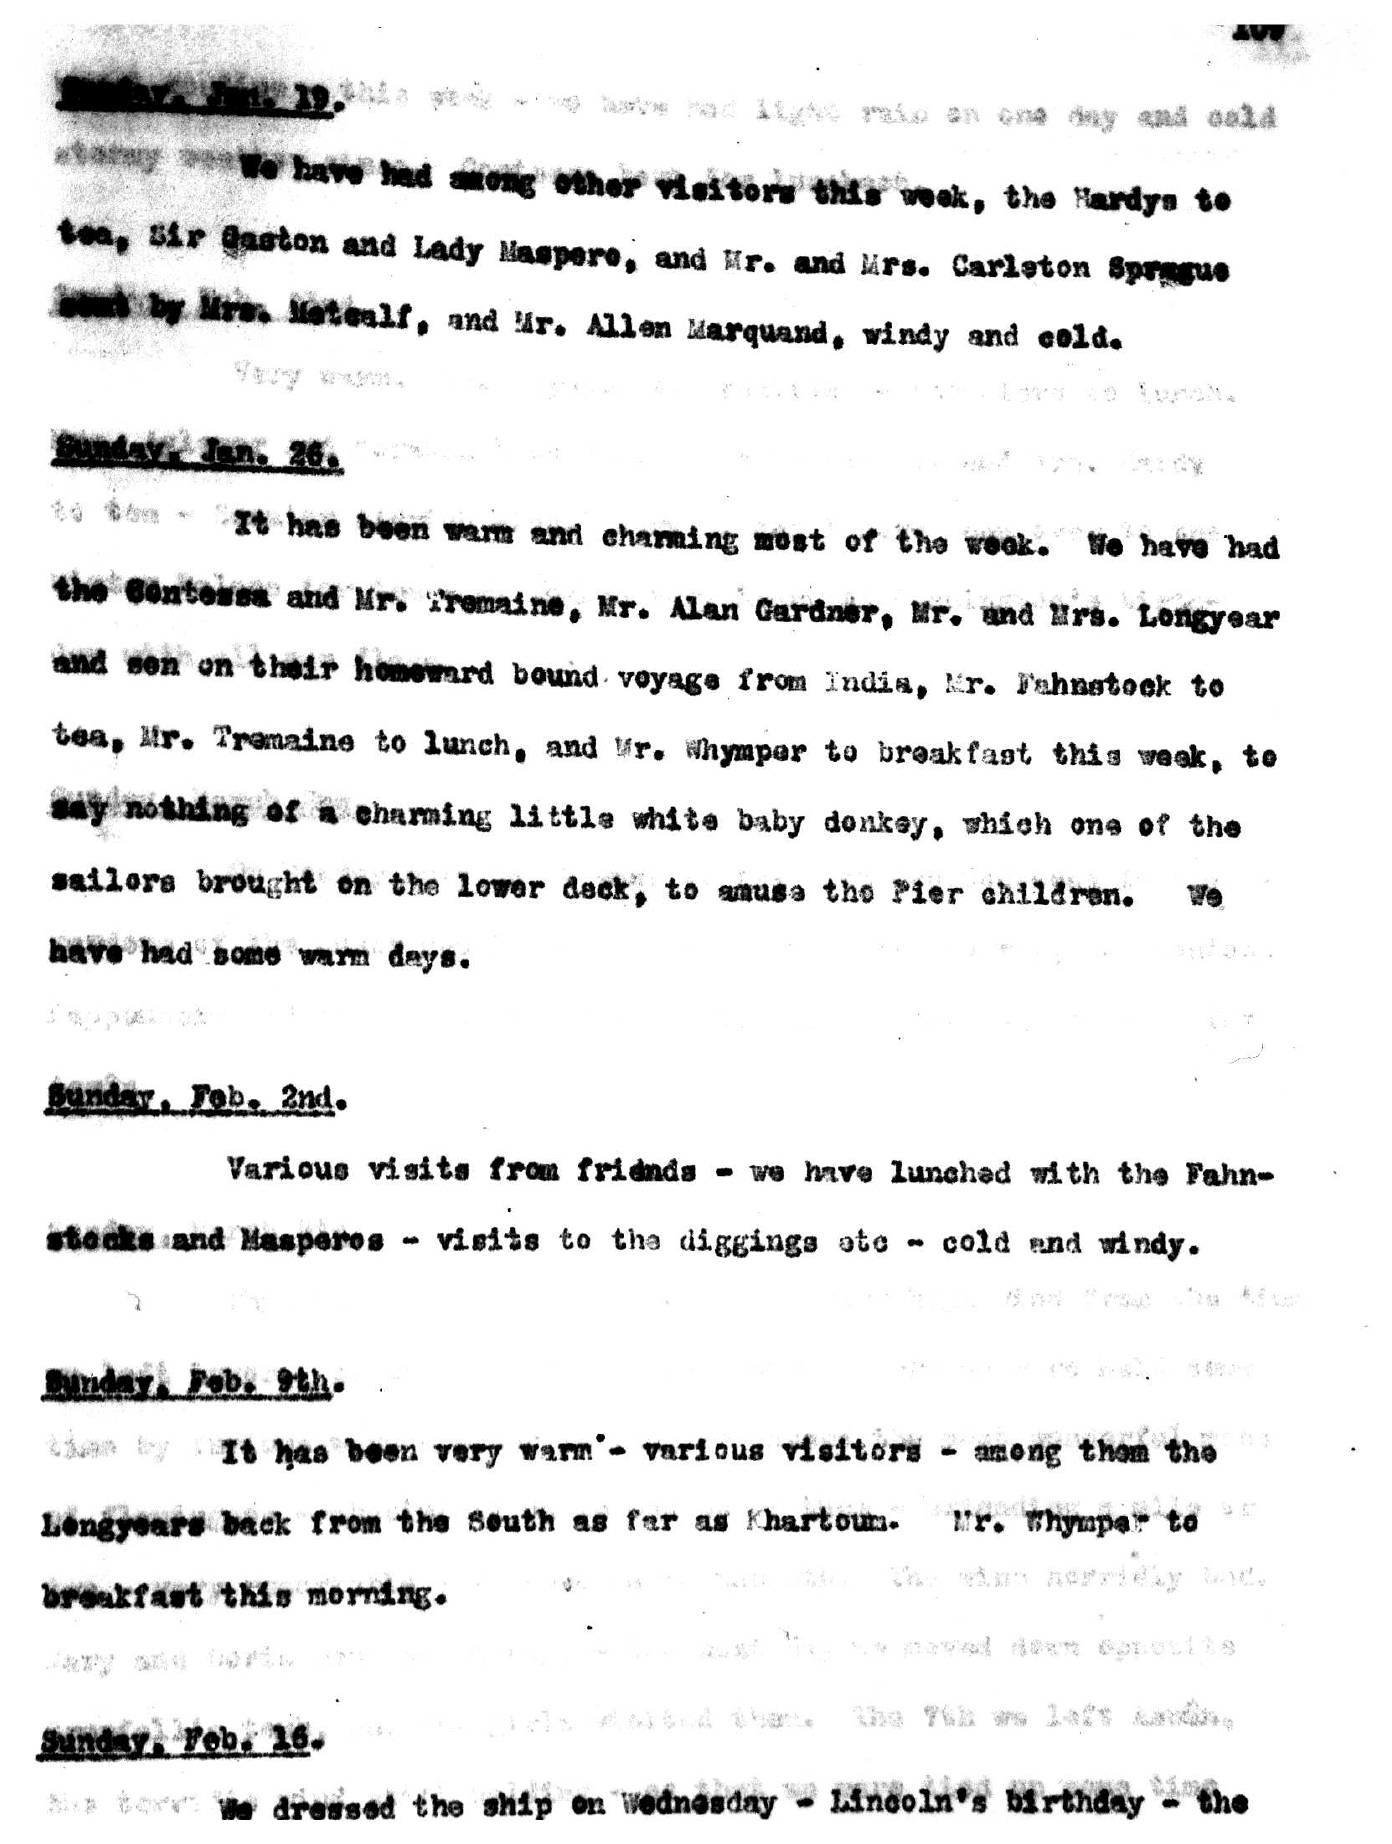 109
Sunday, Jan. 19.
We have had among other visitors this week, the Hardys to
tea, Sir Gaston and Lady Maspero, and Mr. and Mrs. Carleton Sprague
sent by Mrs. Metcalf, and Mr. Allen Marquand, windy and cold.
Sunday, Jan. 26.
It has been warm and charming most of the week. We have had
the Contessa and Mr. Tremaine, Mr. Alan Gardner, Mr. and Mrs. Longyear
and son on their homeward bound voyage from India, Mr. Fahnstock to
tea, Mr. Tremaine to lunch, and Mr. Whymper to breakfast this week, to
say nothing of a charming little white baby donkey, which one of the
sailors brought on the lower deck, to amuse the Pier children. We
have had some warm days.
Sunday, Feb. 2nd.
Various visits from friends - we have lunched with the Fahn-
stocks and Masperos - visits to the diggings etc - cold and windy.
Sunday, Feb. 9th.
It has been very warm - various visitors - among them the
Longyears back from the South as far as Khartoum. Mr. Whymper to
breakfast this morning.
Sunday, Feb. 16.
We dressed the ship on Wednesday - Lincoln's birthday - the